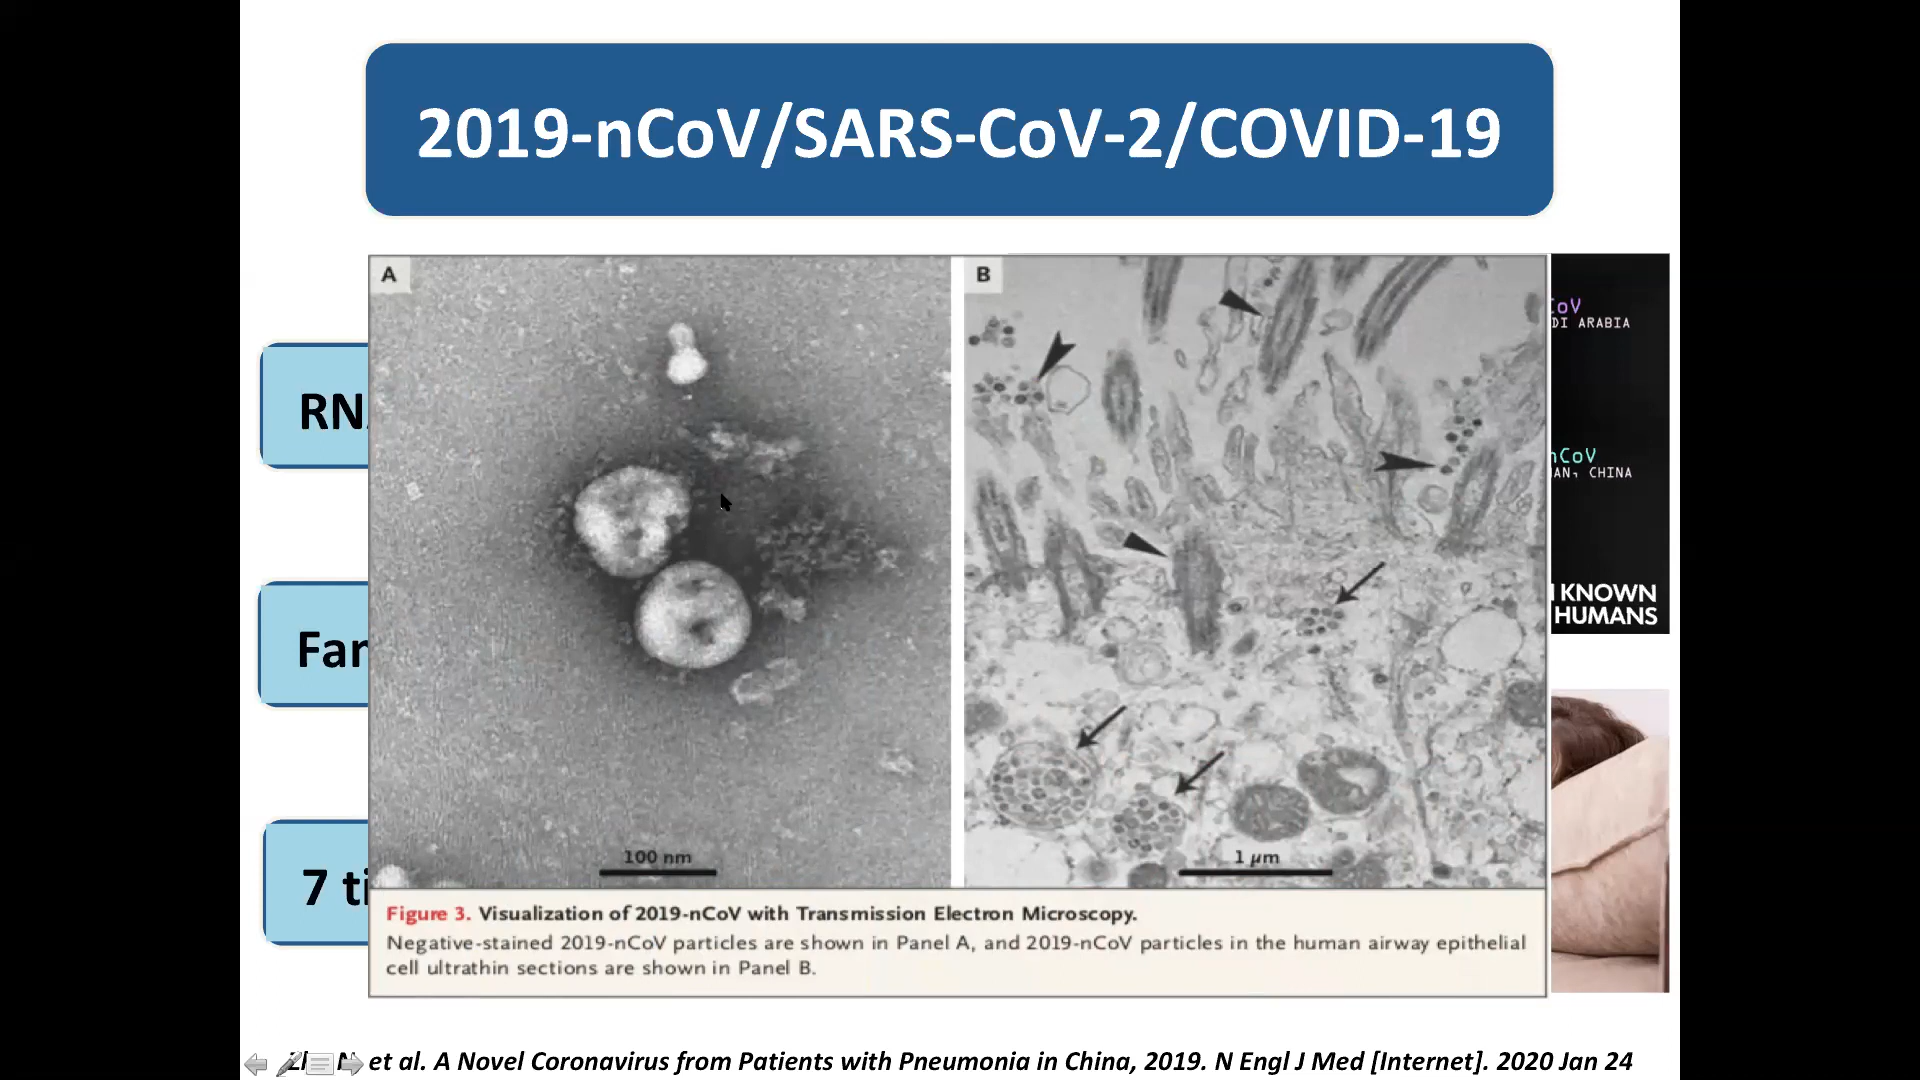 2019-nCoV/SARS-CoV-2/COVID-19
A
B
CoV
DI ARABIA
RN
nCoV
AN, CHINA
KNOWN
HUMANS
Fan
7 ti
100 nm
1 µm
Figure 3. Visualization of 2019-nCoV with Transmission Electron Microscopy.
Negative-stained 2019-nCoV particles are shown in Panel A, and 2019-nCoV particles in the human airway epithelial
cell ultrathin sections are shown in Panel B.
et al. A Novel Coronavirus from Patients with Pneumonia in China, 2019. N Engl J Med [Internet]. 2020 Jan 24